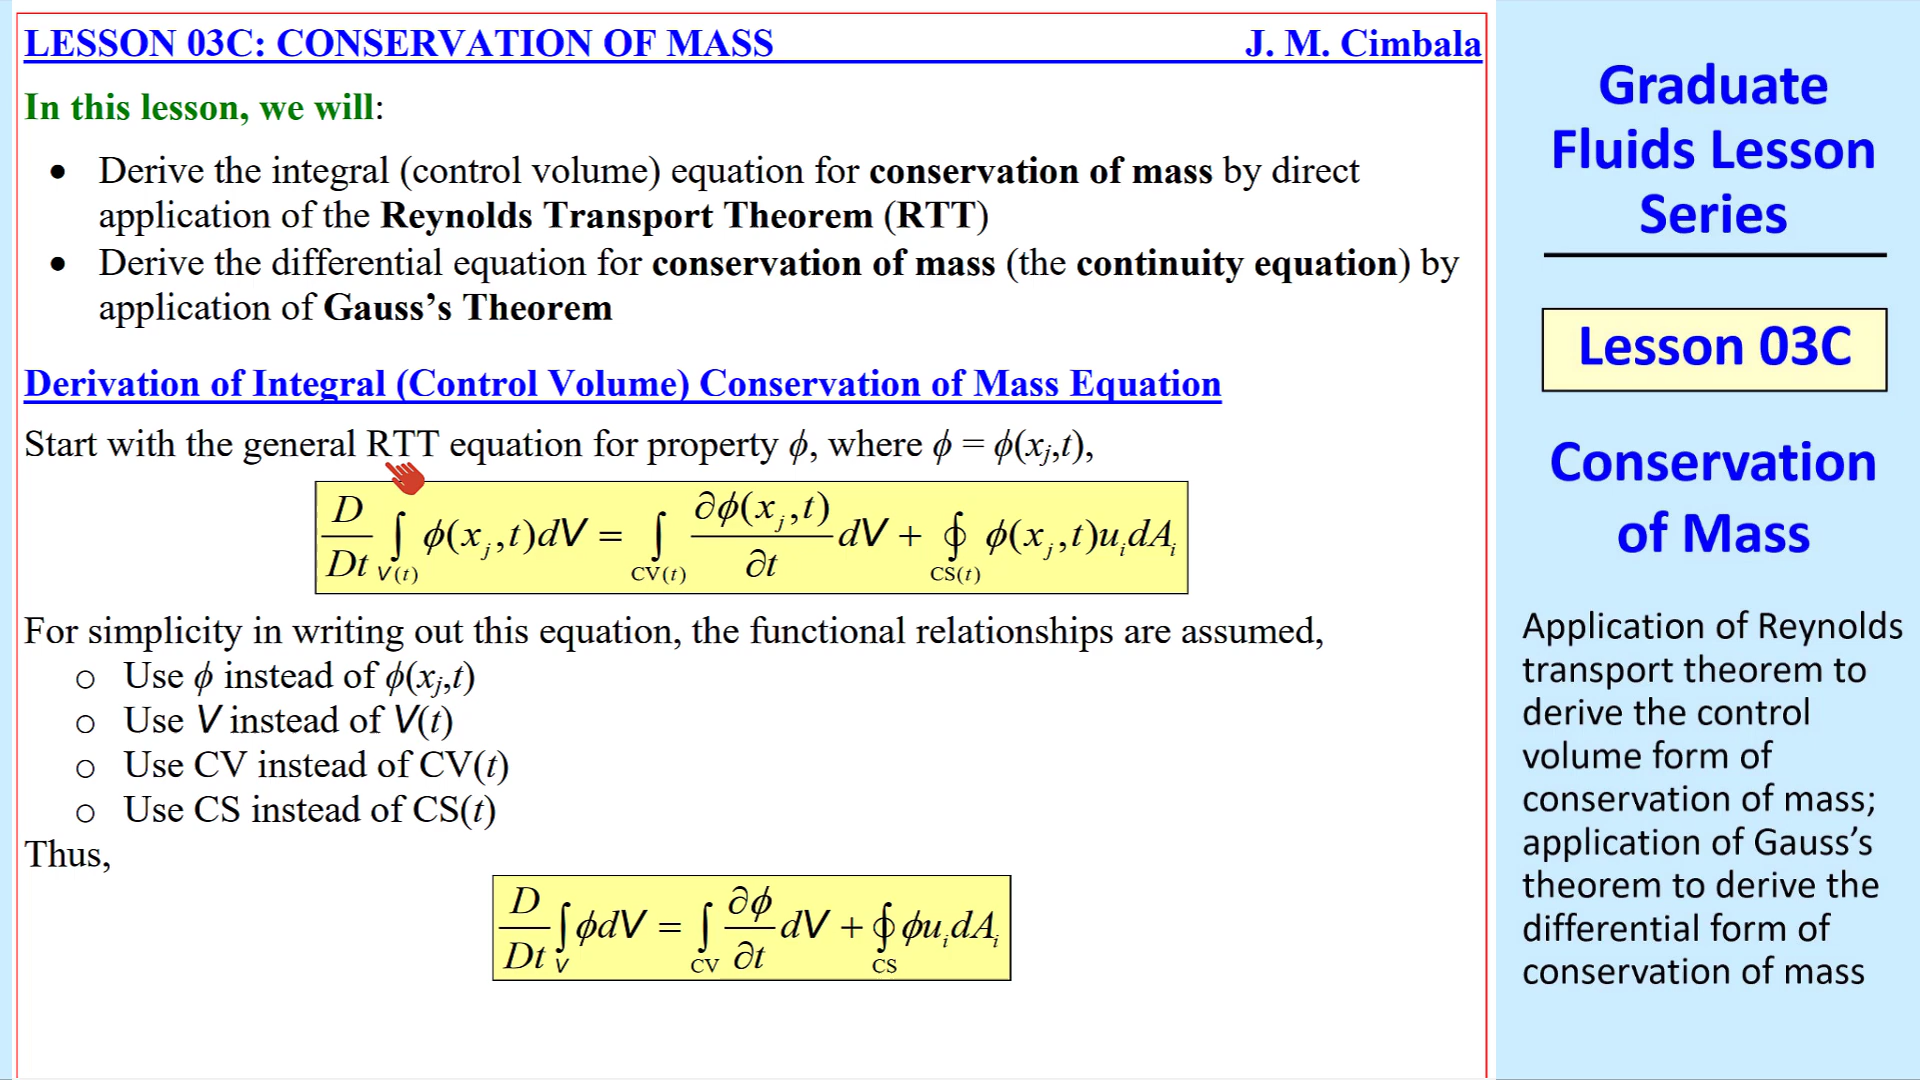 LESSON 03C: CONSERVATION OF MASS J. M. Cimbala
In this lesson, we will:
• Derive the integral (control volume) equation for conservation of mass by direct
application of the Reynolds Transport Theorem (RTT)
• Derive the differential equation for conservation of mass (the continuity equation) by
application of Gauss’s Theorem
Derivation of Integral (Control Volume) Conservation of Mass Equation
Start with the general RTT equation for property ϕ, where ϕ = ϕ(xⱼ,t),
D/Dt ∫_V(t) ϕ(xⱼ,t)dV = ∫_CV(t) ∂ϕ(xⱼ,t)/∂t dV + ∮_CS(t) ϕ(xⱼ,t)uᵢdAᵢ
For simplicity in writing out this equation, the functional relationships are assumed,
o Use ϕ instead of ϕ(xⱼ,t)
o Use V instead of V(t)
o Use CV instead of CV(t)
o Use CS instead of CS(t)
Thus,
D/Dt ∫_V ϕdV = ∫_CV ∂ϕ/∂t dV + ∮_CS ϕuᵢdAᵢ
Graduate
Fluids Lesson
Series
Lesson 03C
Conservation
of Mass
Application of Reynolds
transport theorem to
derive the control
volume form of
conservation of mass;
application of Gauss’s
theorem to derive the
differential form of
conservation of mass